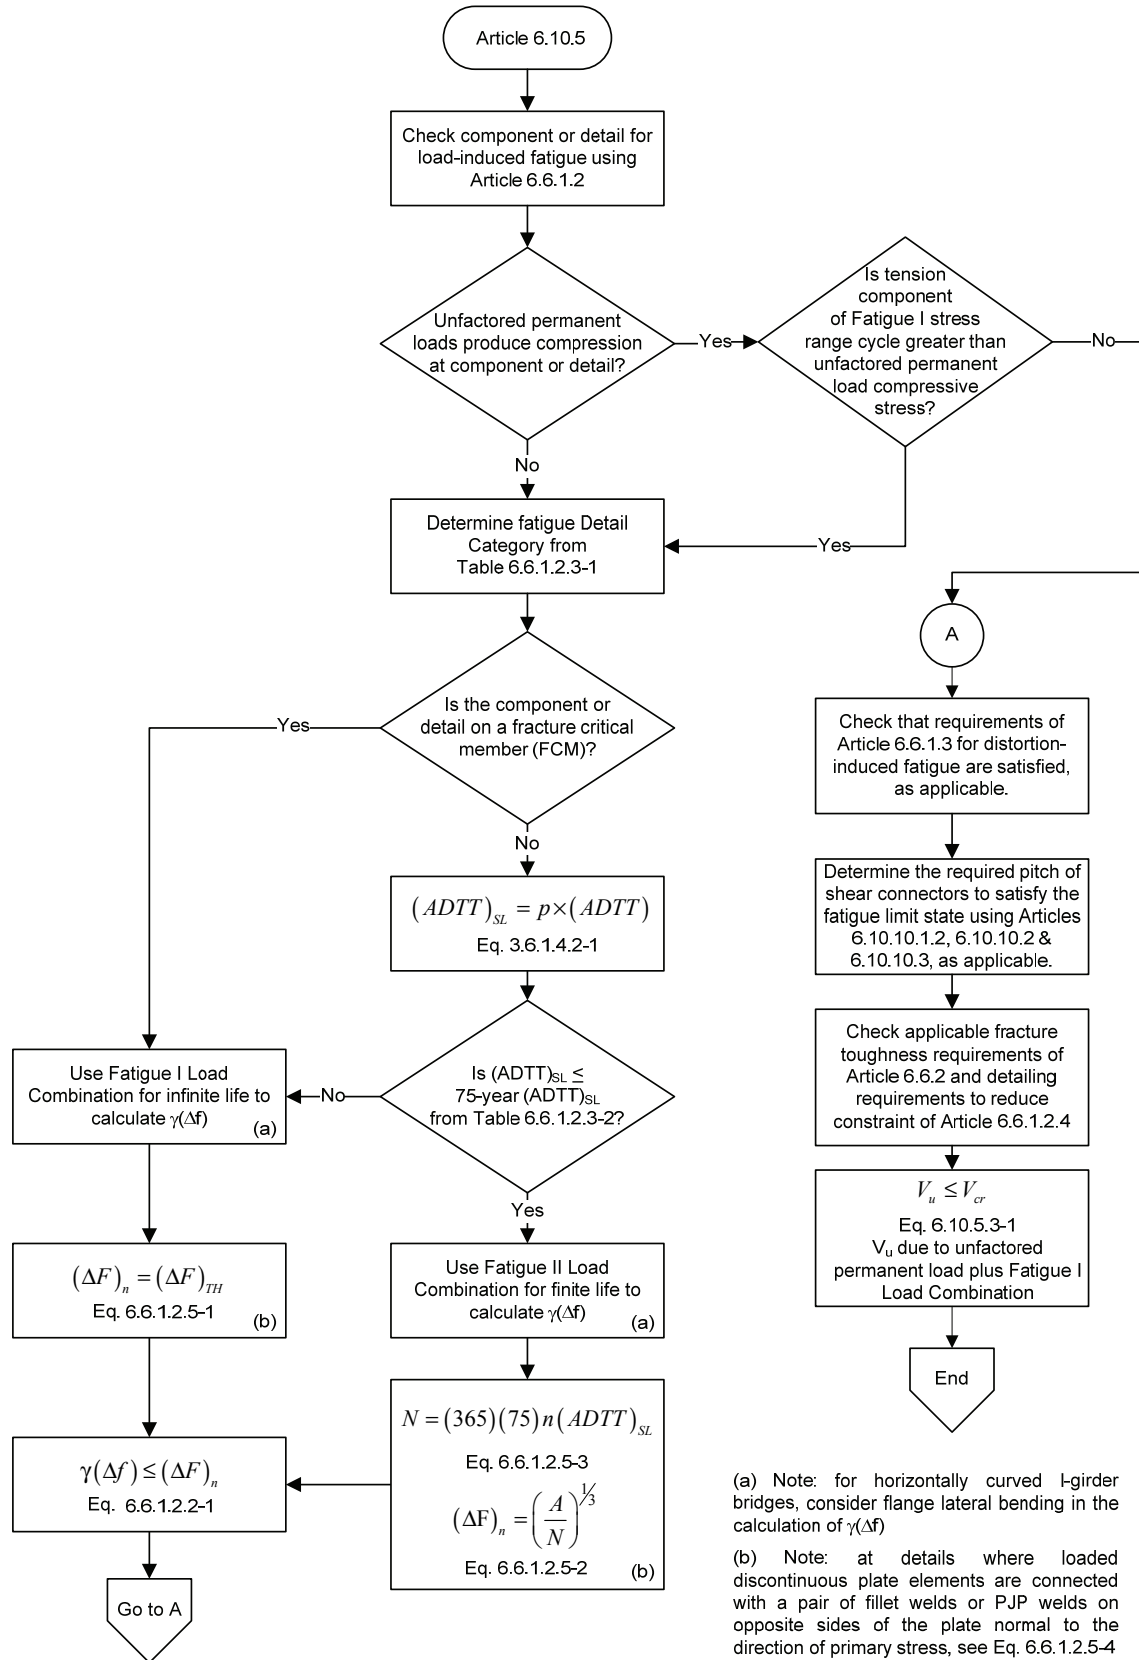 Article 6.10.5
Check component or detail for
load-induced fatigue using
Article 6.6.1.2
Unfactored permanent
loads produce compression
at component or detail?
Yes
Is tension
component
of Fatigue I stress
range cycle greater than
unfactored permanent
load compressive
stress?
No
No
Yes
Determine fatigue Detail
Category from
Table 6.6.1.2.3-1
Is the component or
detail on a fracture critical
member (FCM)?
Yes
No
(ADTT)_SL = p×(ADTT)
Eq. 3.6.1.4.2-1
Is (ADTT)SL ≤
75-year (ADTT)SL
from Table 6.6.1.2.3-2?
No
Yes
Use Fatigue I Load
Combination for infinite life to
calculate γ(Δf)
(a)
(ΔF)_n = (ΔF)_TH
Eq. 6.6.1.2.5-1
(b)
Use Fatigue II Load
Combination for finite life to
calculate γ(Δf)
(a)
N = (365)(75)n(ADTT)_SL
Eq. 6.6.1.2.5-3
(ΔF)_n = (A/N)^1/3
Eq. 6.6.1.2.5-2
(b)
γ(Δf) ≤ (ΔF)_n
Eq. 6.6.1.2.2-1
Go to A
A
Check that requirements of
Article 6.6.1.3 for distortion-
induced fatigue are satisfied,
as applicable.
Determine the required pitch of
shear connectors to satisfy the
fatigue limit state using Articles
6.10.10.1.2, 6.10.10.2 &
6.10.10.3, as applicable.
Check applicable fracture
toughness requirements of
Article 6.6.2 and detailing
requirements to reduce
constraint of Article 6.6.1.2.4
V_u ≤ V_cr
Eq. 6.10.5.3-1
Vu due to unfactored
permanent load plus Fatigue I
Load Combination
End
(a) Note: for horizontally curved I-girder
bridges, consider flange lateral bending in the
calculation of γ(Δf)
(b) Note: at details where loaded
discontinuous plate elements are connected
with a pair of fillet welds or PJP welds on
opposite sides of the plate normal to the
direction of primary stress, see Eq. 6.6.1.2.5-4